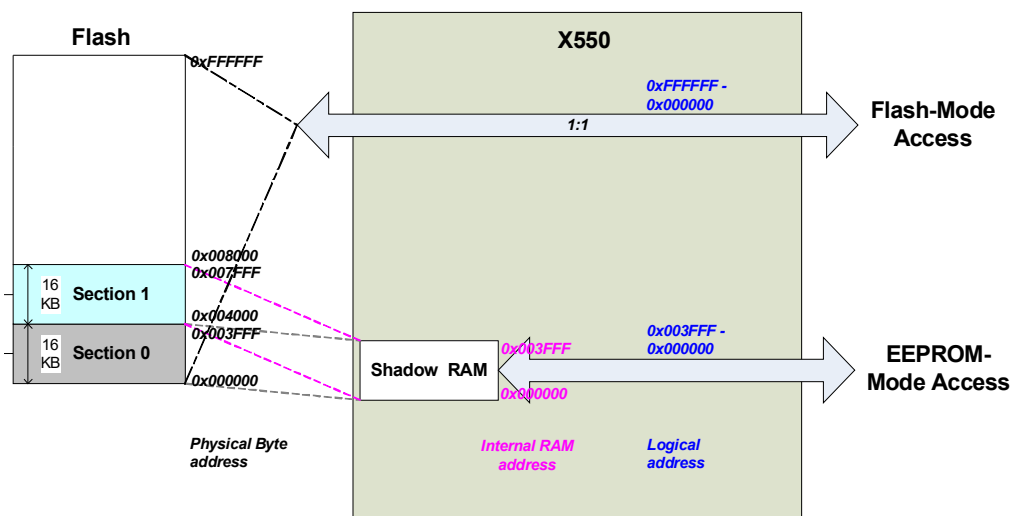 Flash
X550
0xFFFFFF
0xFFFFFF -
0x000000
1:1
Flash-Mode
Access
0x008000
0x007FFF
16
KB
Section 1
0x004000
0x003FFF
16
KB
Section 0
0x000000
Shadow RAM
0x003FFF
0x000000
0x003FFF -
0x000000
EEPROM-
Mode Access
Physical Byte
address
Internal RAM
address
Logical
address